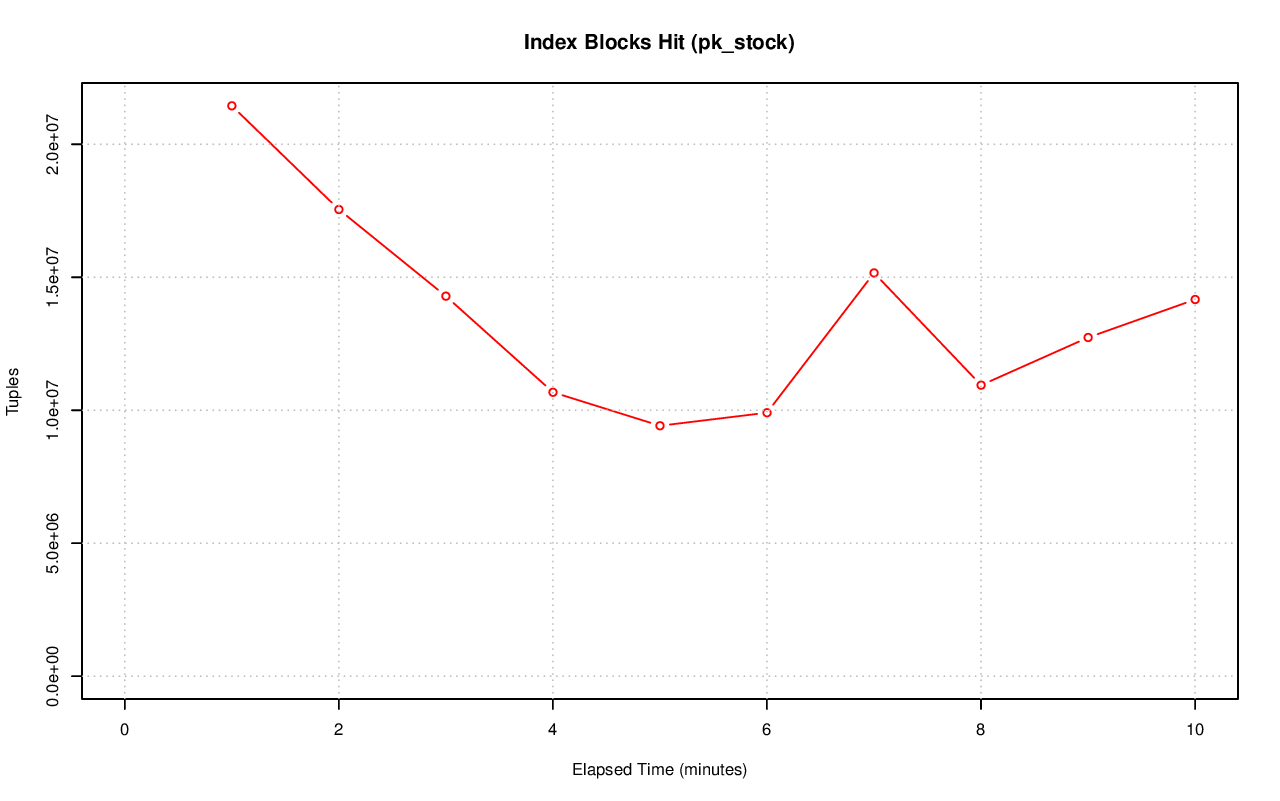 Index Blocks Hit (pk_stock)
Tuples
2.0e+07
1.5e+07
1.0e+07
5.0e+06
0.0e+00
0 2 4 6 8 10
Elapsed Time (minutes)